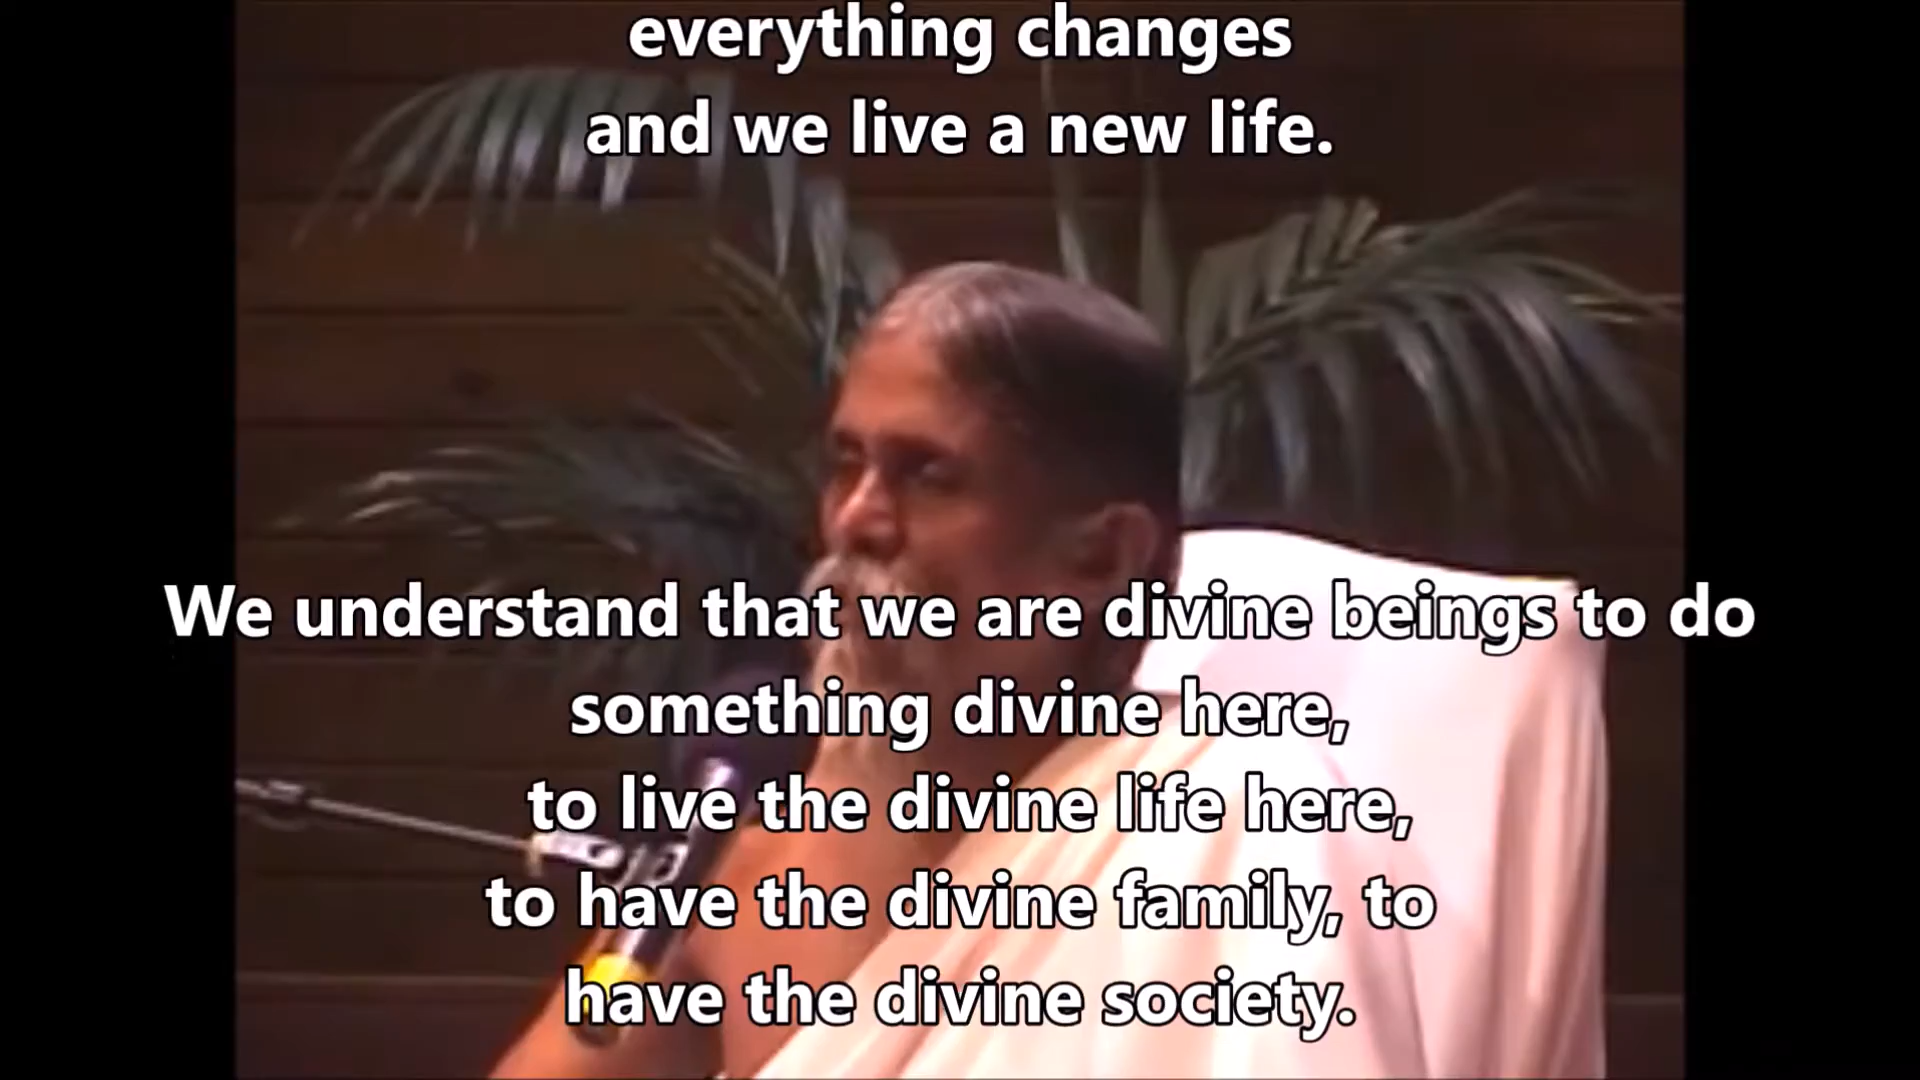 everything changes
and we live a new life.
We understand that we are divine beings to do
something divine here,
to live the divine life here,
to have the divine family, to
have the divine society.